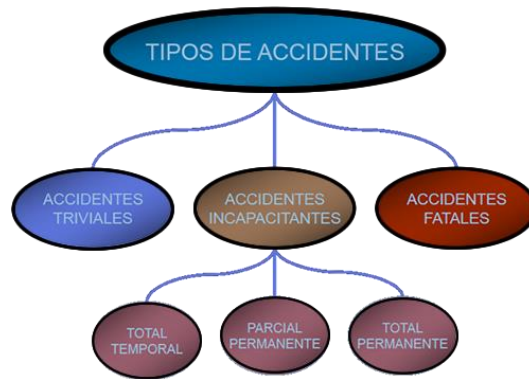 TIPOS DE ACCIDENTES
ACCIDENTES
TRIVIALES
ACCIDENTES
INCAPACITANTES
ACCIDENTES
FATALES
TOTAL
TEMPORAL
PARCIAL
PERMANENTE
TOTAL
PERMANENTE